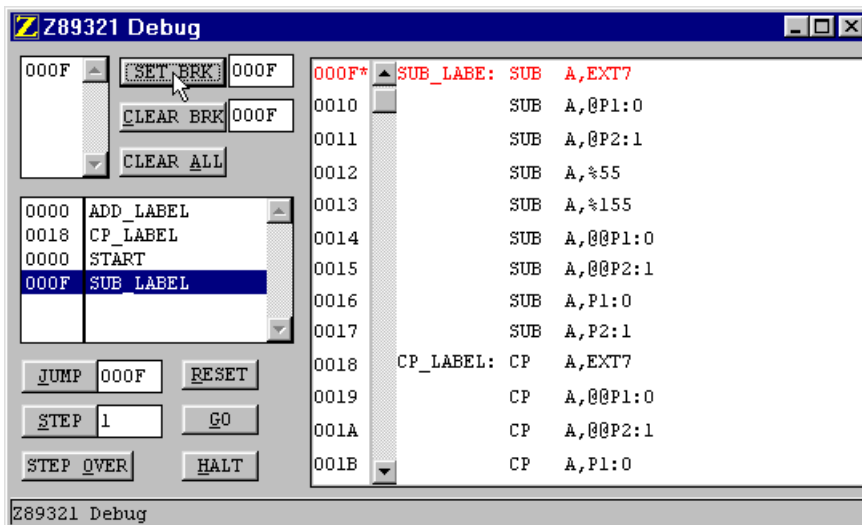 Z Z89321 Debug
000F SET BRK 000F
CLEAR BRK 000F
CLEAR ALL
0000 ADD_LABEL
0018 CP_LABEL
0000 START
000F SUB_LABEL
JUMP 000F RESET
STEP 1 GO
STEP OVER HALT
000F* SUB_LABE: SUB A,EXT7
0010 SUB A,@P1:0
0011 SUB A,@P2:1
0012 SUB A,%55
0013 SUB A,%155
0014 SUB A,@@P1:0
0015 SUB A,@@P2:1
0016 SUB A,P1:0
0017 SUB A,P2:1
0018 CP_LABEL: CP A,EXT7
0019 CP A,@@P1:0
001A CP A,@@P2:1
001B CP A,P1:0
Z89321 Debug